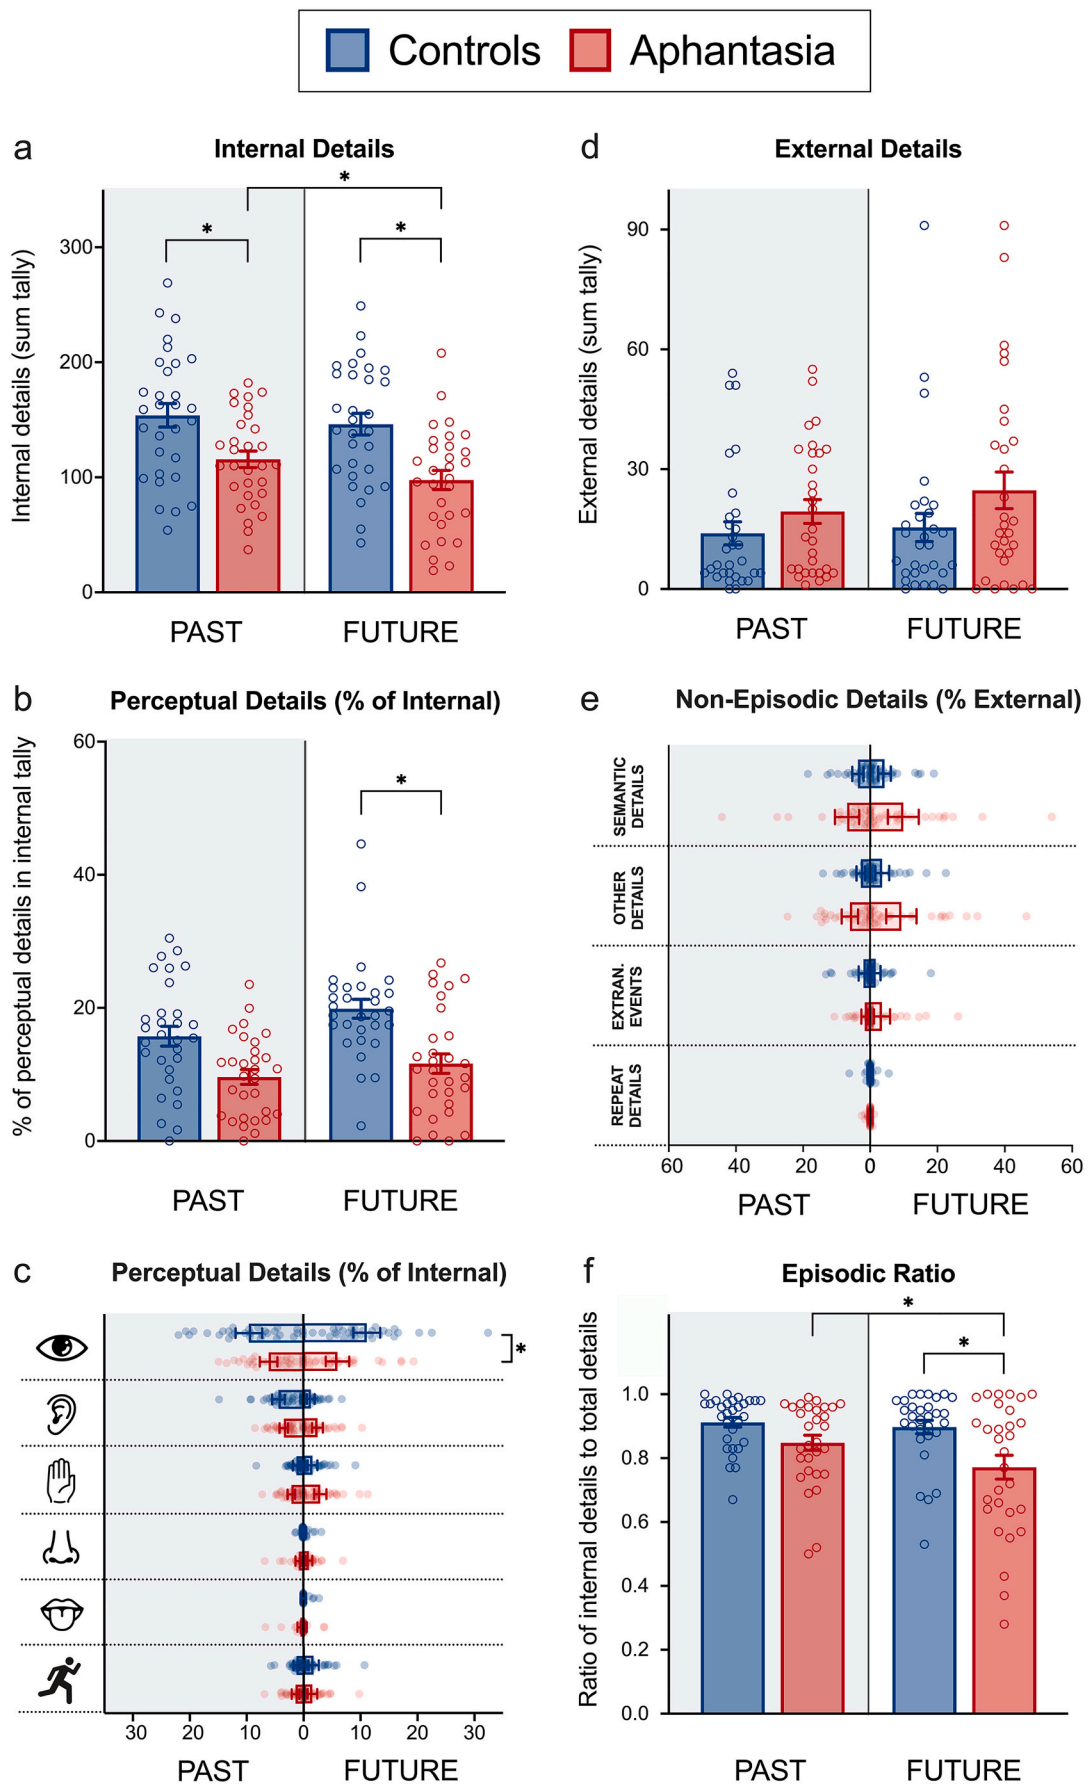 Controls Aphantasia
a Internal Details
Internal details (sum tally)
300
200
100
0
* * *
PAST FUTURE
d External Details
External details (sum tally)
90
60
30
0
PAST FUTURE
b Perceptual Details (% of Internal)
% of perceptual details in internal tally
60
40
20
0
*
PAST FUTURE
e Non-Episodic Details (% External)
SEMANTIC
DETAILS
OTHER
DETAILS
EXTRAN.
EVENTS
REPEAT
DETAILS
60 40 20 0 20 40 60
PAST FUTURE
c Perceptual Details (% of Internal)
*
30 20 10 0 10 20 30
PAST FUTURE
f Episodic Ratio
Ratio of internal details to total details
* *
1.0
0.8
0.6
0.4
0.2
0.0
PAST FUTURE